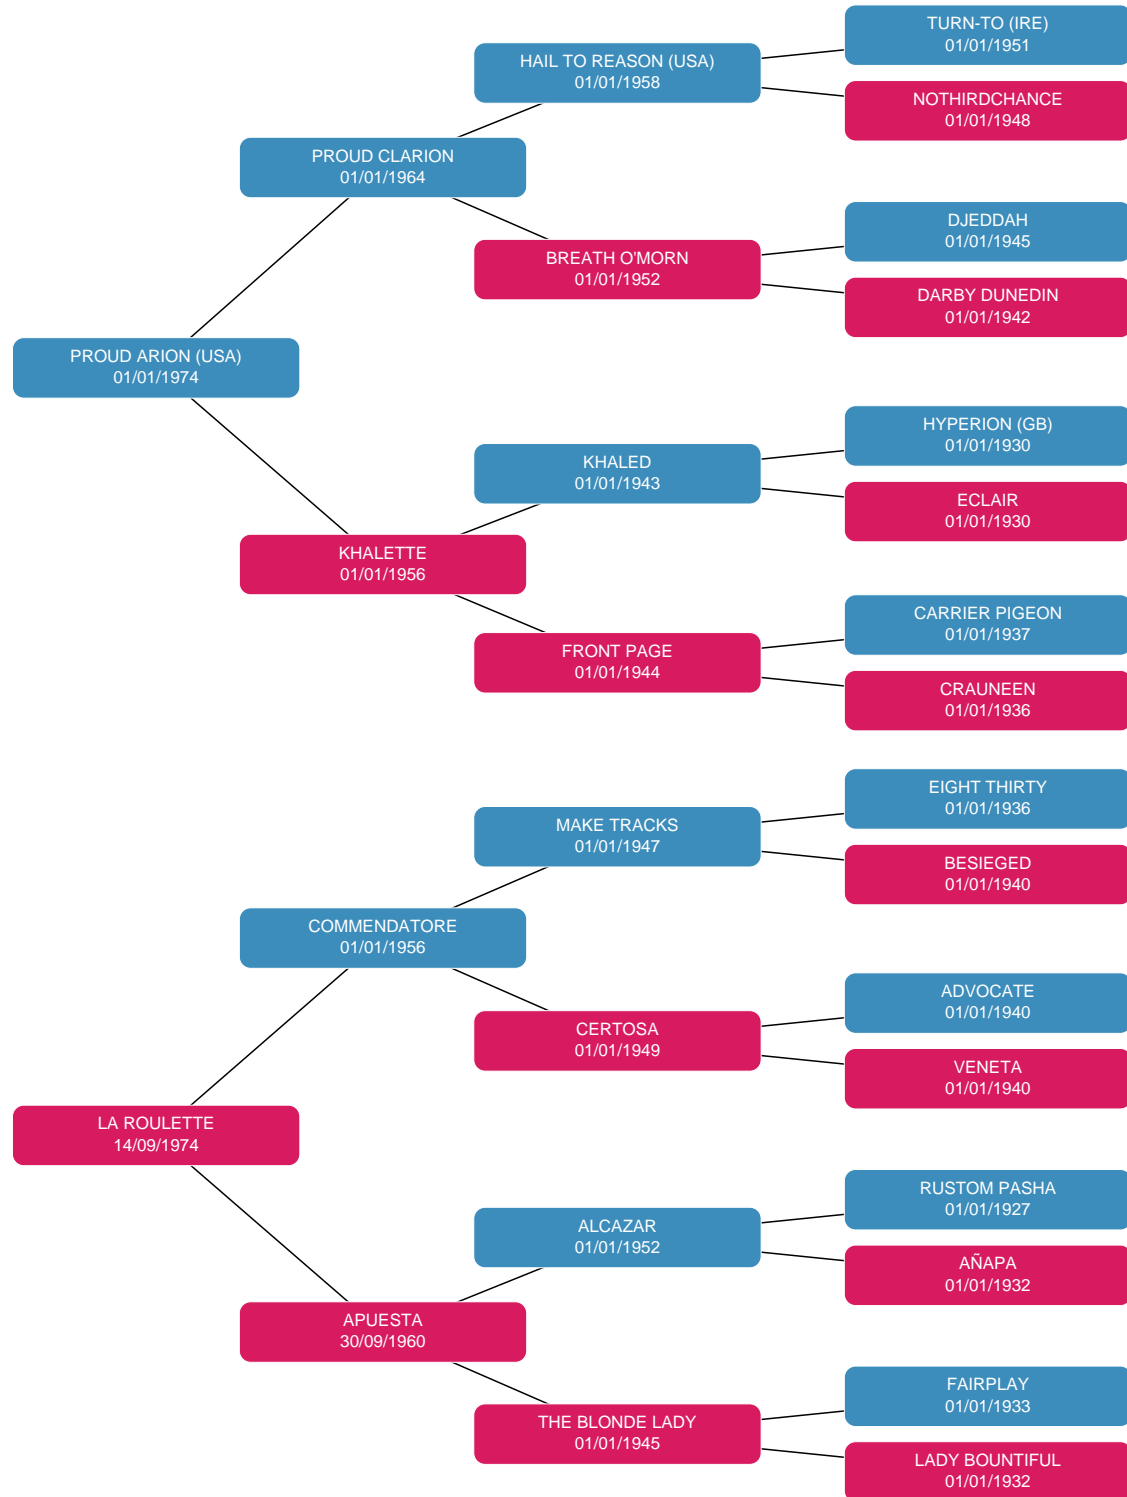 TURN-TO (IRE)
01/01/1951
HAIL TO REASON (USA)
01/01/1958
NOTHIRDCHANCE
01/01/1948
PROUD CLARION
01/01/1964
DJEDDAH
01/01/1945
BREATH O'MORN
01/01/1952
DARBY DUNEDIN
01/01/1942
PROUD ARION (USA)
01/01/1974
HYPERION (GB)
01/01/1930
KHALED
01/01/1943
ECLAIR
01/01/1930
KHALETTE
01/01/1956
CARRIER PIGEON
01/01/1937
FRONT PAGE
01/01/1944
CRAUNEEN
01/01/1936
EIGHT THIRTY
01/01/1936
MAKE TRACKS
01/01/1947
BESIEGED
01/01/1940
COMMENDATORE
01/01/1956
ADVOCATE
01/01/1940
CERTOSA
01/01/1949
VENETA
01/01/1940
LA ROULETTE
14/09/1974
RUSTOM PASHA
01/01/1927
ALCAZAR
01/01/1952
AÑAPA
01/01/1932
APUESTA
30/09/1960
FAIRPLAY
01/01/1933
THE BLONDE LADY
01/01/1945
LADY BOUNTIFUL
01/01/1932